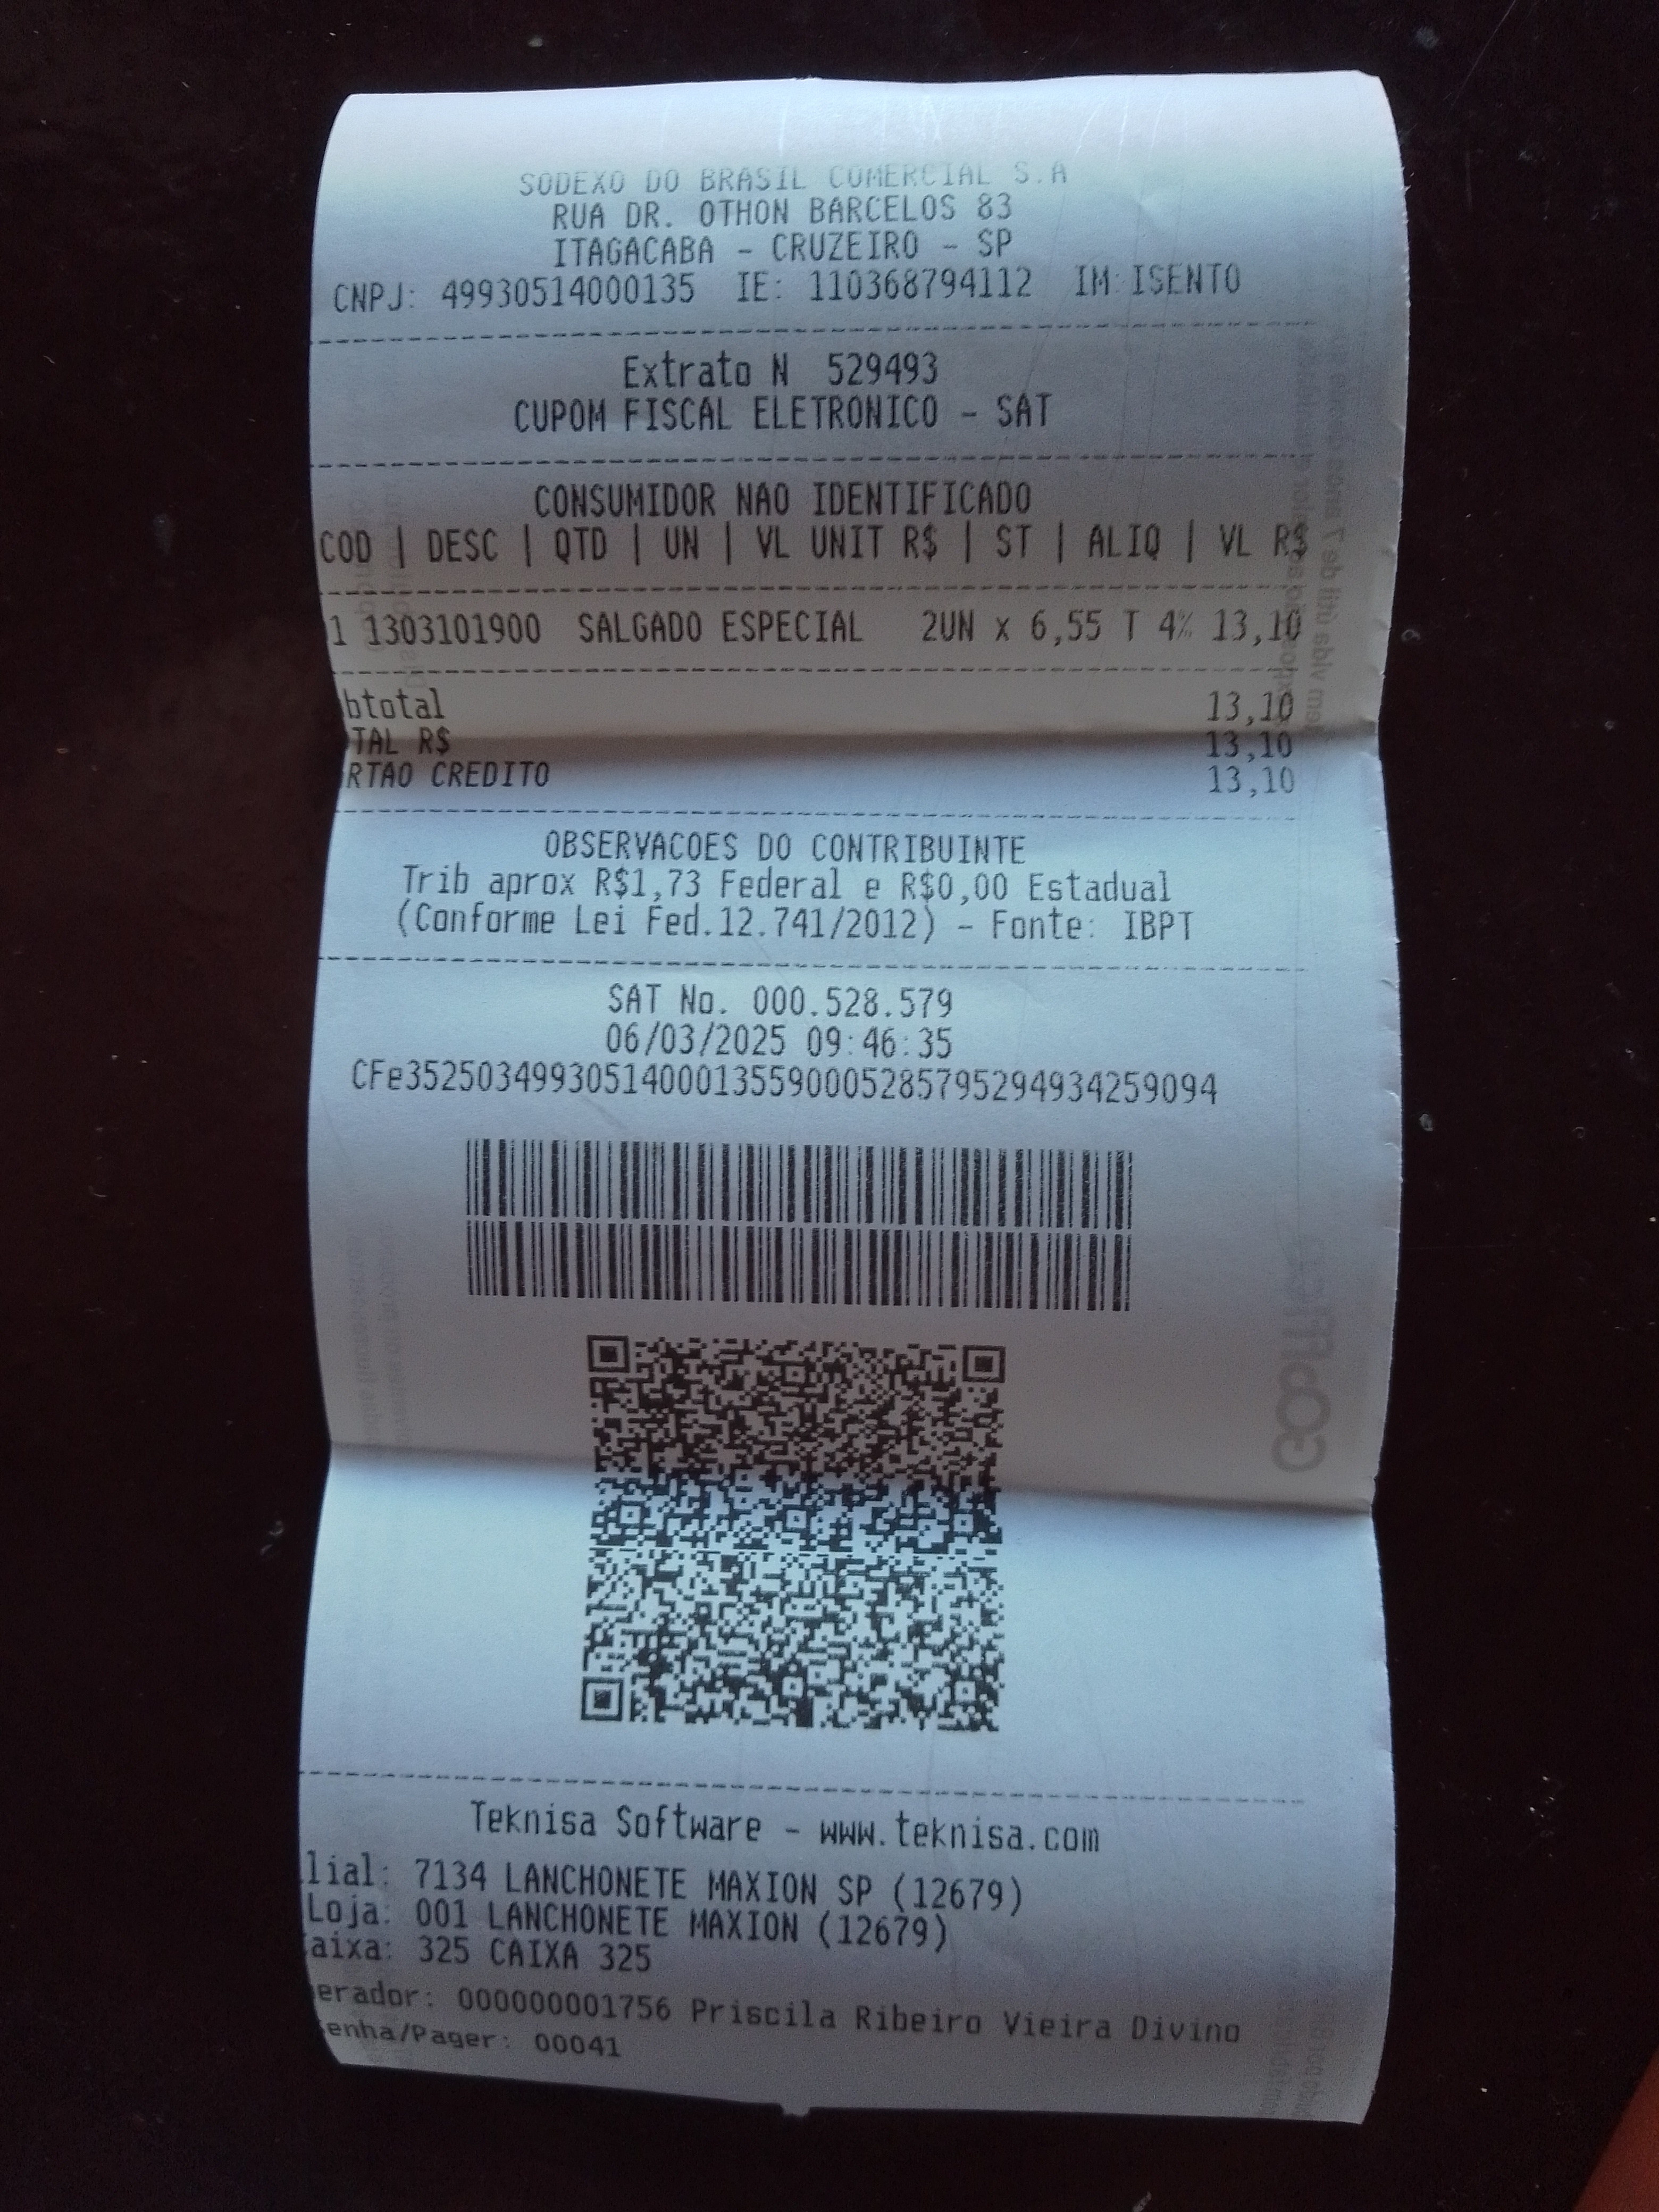 SODEXO DO BRASIL COMERCIAL S.A
RUA DR. OTHON BARCELOS 83
ITAGACABA - CRUZEIRO - SP
CNPJ: 49930514000135 IE: 110368794112 IM:ISENTO
Extrato N 529493
CUPOM FISCAL ELETRONICO - SAT
CONSUMIDOR NAO IDENTIFICADO
COD | DESC | QTD | UN | VL UNIT R$ | ST | ALIQ | VL R$
1 1303101900 SALGADO ESPECIAL 2UN x 6,55 T 4% 13,10
btotal 13,10
TAL R$ 13,10
RTAO CREDITO 13,10
OBSERVACOES DO CONTRIBUINTE
Trib aprox R$1,73 Federal e R$0,00 Estadual
(Conforme Lei Fed.12.741/2012) - Fonte: IBPT
SAT No. 000.528.579
06/03/2025 09:46:35
CFe35250349930514000135590005285795294934259094
Teknisa Software - www.teknisa.com
lial: 7134 LANCHONETE MAXION SP (12679)
Loja: 001 LANCHONETE MAXION (12679)
aixa: 325 CAIXA 325
erador: 000000001756 Priscila Ribeiro Vieira Divino
enha/Pager: 00041